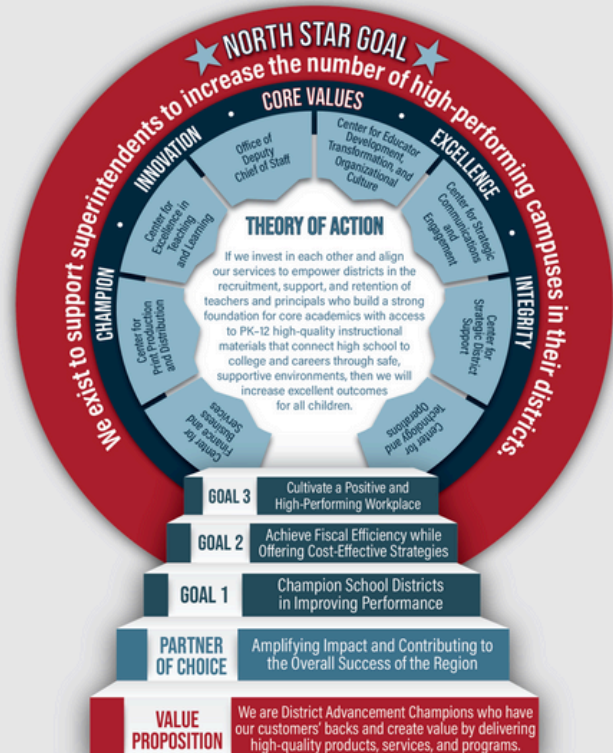 NORTH STAR GOAL
We exist to support superintendents to increase the number of high-performing campuses in their districts.
CORE VALUES
CHAMPION
INNOVATION
EXCELLENCE
INTEGRITY
Center for
Finance and
Business
Services
Center for
Print Production
and Distribution
Center for
Excellence in
Teaching
and Learning
Office of
Deputy
Chief of Staff
Center for Educator
Development,
Transformation, and
Organizational
Culture
Center for Strategic
Communications
and
Engagement
Center for
Strategic District
Support
Center for
Technology and
Operations
THEORY OF ACTION
If we invest in each other and align
our services to empower districts in the
recruitment, support, and retention of
teachers and principals who build a strong
foundation for core academics with access
to PK-12 high-quality instructional
materials that connect high school to
college and careers through safe,
supportive environments, then we will
increase excellent outcomes
for all children.
GOAL 3
Cultivate a Positive and
High-Performing Workplace
GOAL 2
Achieve Fiscal Efficiency while
Offering Cost-Effective Strategies
GOAL 1
Champion School Districts
in Improving Performance
PARTNER
OF CHOICE
Amplifying Impact and Contributing to
the Overall Success of the Region
VALUE
PROPOSITION
We are District Advancement Champions who have
our customers' backs and create value by delivering
high-quality products, services, and programs.